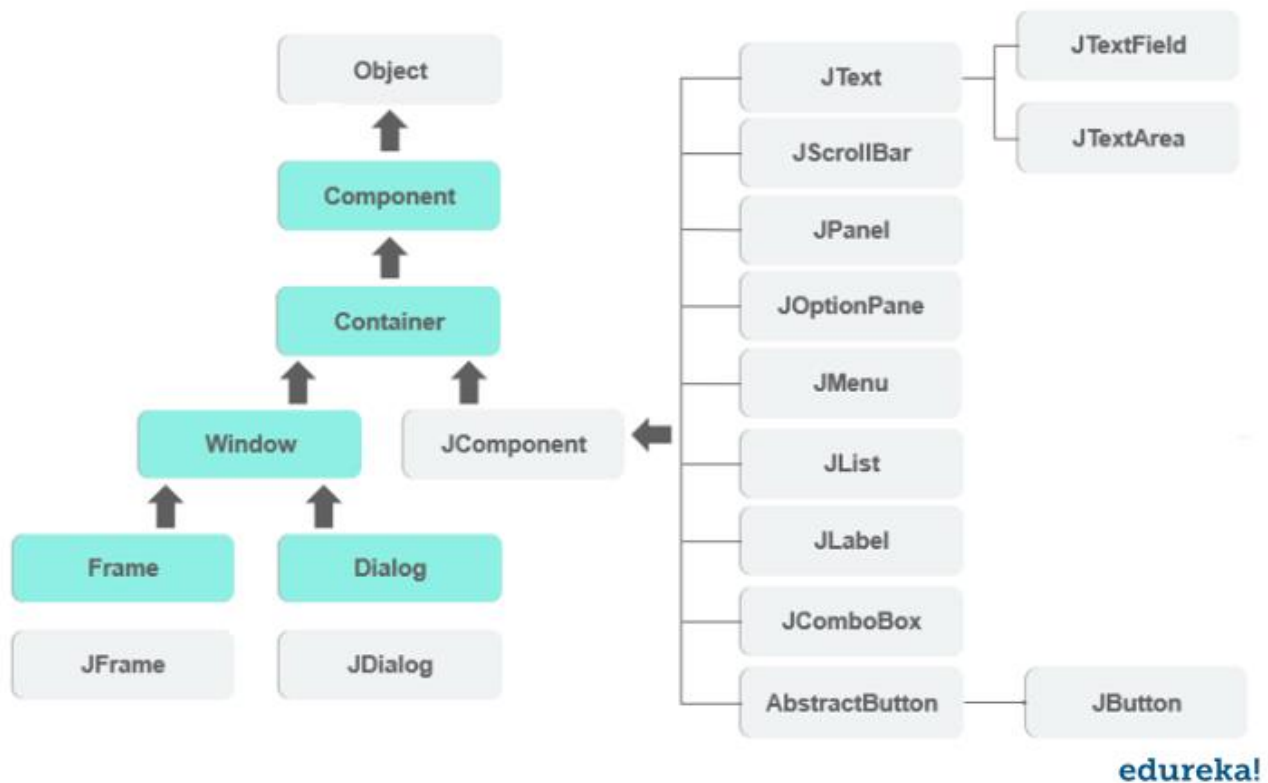 Object
Component
Container
Window
JComponent
Frame
Dialog
JFrame
JDialog
JText
JScrollBar
JPanel
JOptionPane
JMenu
JList
JLabel
JComboBox
AbstractButton
JTextField
JTextArea
JButton
edureka!